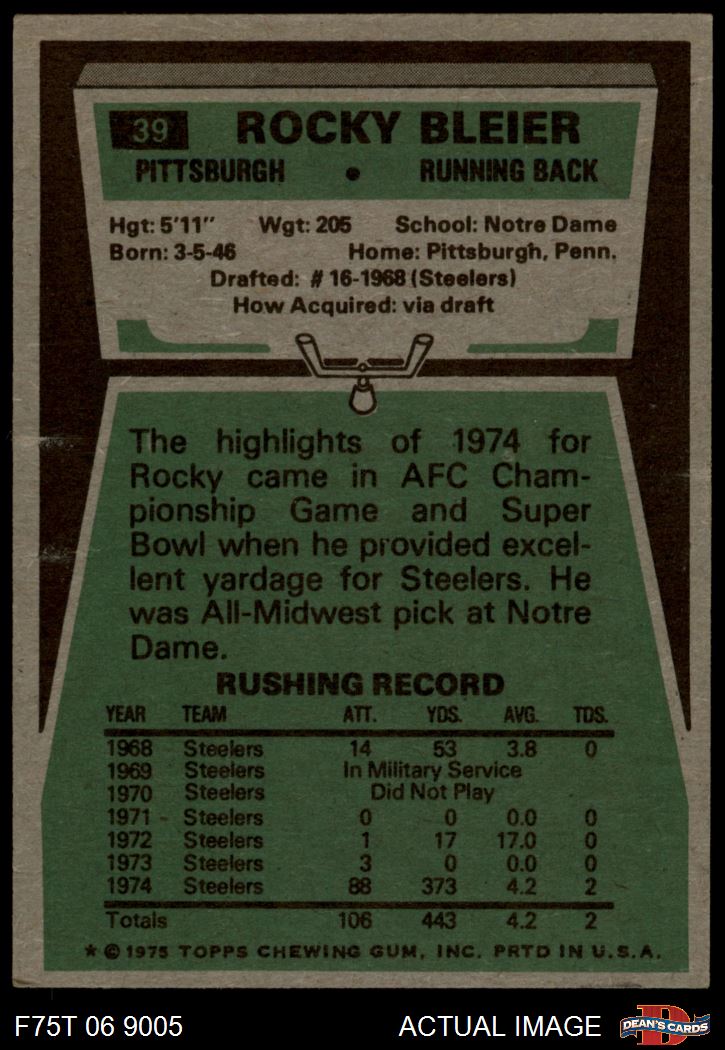 39 ROCKY BLEIER
PITTSBURGH • RUNNING BACK
Hgt: 5'11" Wgt: 205 School: Notre Dame
Born: 3-5-46 Home: Pittsburgh, Penn.
Drafted: # 16-1968 (Steelers)
How Acquired: via draft
The highlights of 1974 for
Rocky came in AFC Cham-
pionship Game and Super
Bowl when he provided excel-
lent yardage for Steelers. He
was All-Midwest pick at Notre
Dame.
RUSHING RECORD
YEAR TEAM ATT. YDS. AVG. TDS.
1968 Steelers 14 53 3.8 0
1969 Steelers In Military Service
1970 Steelers Did Not Play
1971 Steelers 0 0 0.0 0
1972 Steelers 1 17 17.0 0
1973 Steelers 3 0 0.0 0
1974 Steelers 88 373 4.2 2
Totals 106 443 4.2 2
* © 1975 TOPPS CHEWING GUM, INC. PRTD IN U.S.A.
F75T 06 9005 ACTUAL IMAGE D DEAN'S CARDS